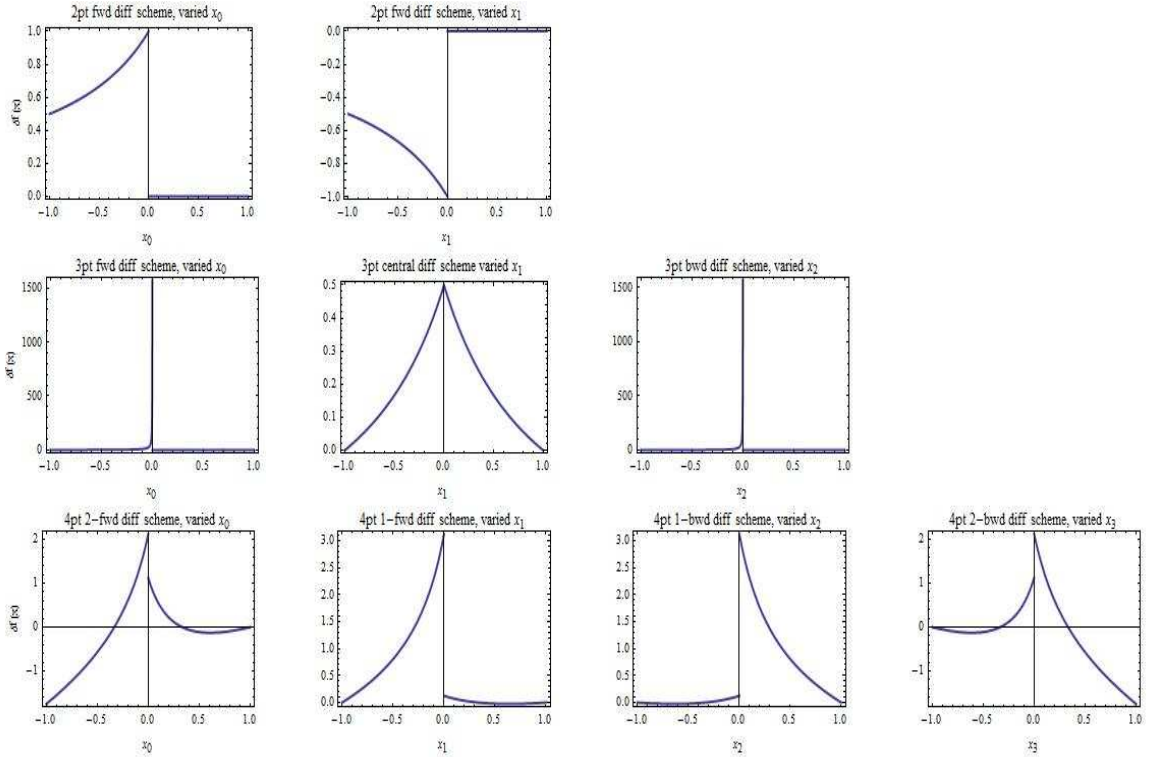 2pt fwd diff scheme, varied x0
2pt fwd diff scheme, varied x1
δf (x)
1.0
0.8
0.6
0.4
0.2
0.0
−1.0 −0.5 0.0 0.5 1.0
x0
0.0
−0.2
−0.4
−0.6
−0.8
−1.0
−1.0 −0.5 0.0 0.5 1.0
x1
3pt fwd diff scheme, varied x0
3pt central diff scheme varied x1
3pt bwd diff scheme, varied x2
δf (x)
1500
1000
500
0
−1.0 −0.5 0.0 0.5 1.0
x0
0.5
0.4
0.3
0.2
0.1
0.0
−1.0 −0.5 0.0 0.5 1.0
x1
1500
1000
500
0
−1.0 −0.5 0.0 0.5 1.0
x2
4pt 2−fwd diff scheme, varied x0
4pt 1−fwd diff scheme, varied x1
4pt 1−bwd diff scheme, varied x2
4pt 2−bwd diff scheme, varied x3
δf (x)
2
1
0
−1
−1.0 −0.5 0.0 0.5 1.0
x0
3.0
2.5
2.0
1.5
1.0
0.5
0.0
−1.0 −0.5 0.0 0.5 1.0
x1
3.0
2.5
2.0
1.5
1.0
0.5
0.0
−1.0 −0.5 0.0 0.5 1.0
x2
2
1
0
−1
−1.0 −0.5 0.0 0.5 1.0
x3